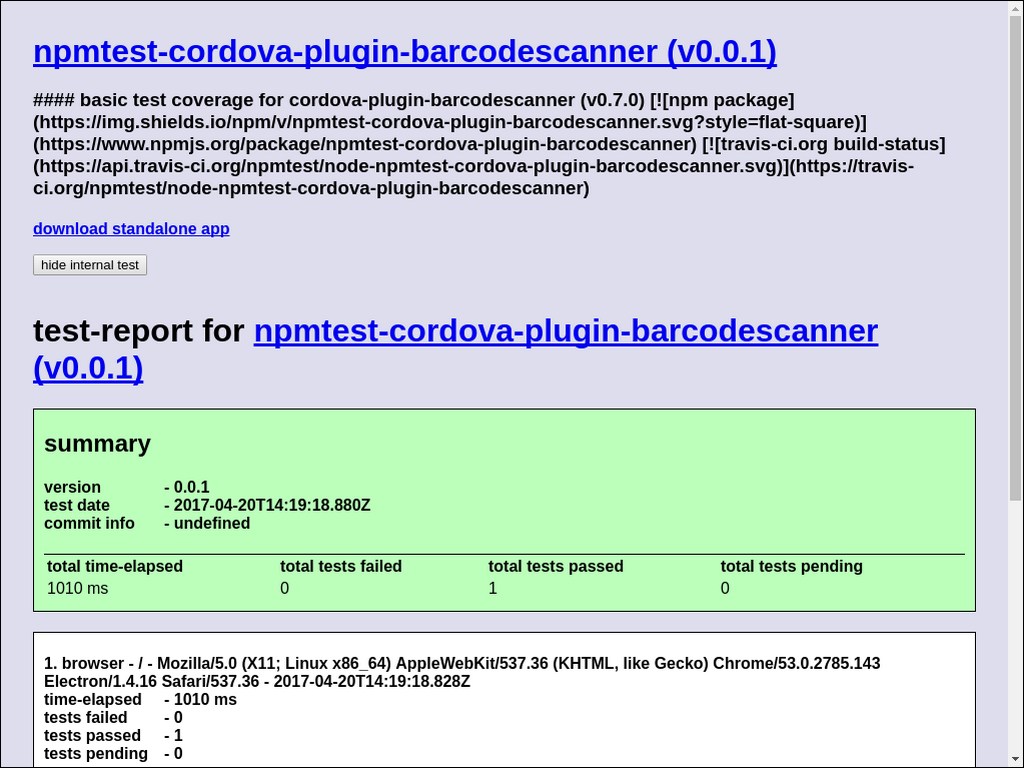 npmtest-cordova-plugin-barcodescanner (v0.0.1)
#### basic test coverage for cordova-plugin-barcodescanner (v0.7.0) [![npm package]
(https://img.shields.io/npm/v/npmtest-cordova-plugin-barcodescanner.svg?style=flat-square)]
(https://www.npmjs.org/package/npmtest-cordova-plugin-barcodescanner) [![travis-ci.org build-status]
(https://api.travis-ci.org/npmtest/node-npmtest-cordova-plugin-barcodescanner.svg)](https://travis-
ci.org/npmtest/node-npmtest-cordova-plugin-barcodescanner)
download standalone app
hide internal test
test-report for npmtest-cordova-plugin-barcodescanner
(v0.0.1)
summary
version - 0.0.1
test date - 2017-04-20T14:19:18.880Z
commit info - undefined
total time-elapsed total tests failed total tests passed total tests pending
1010 ms 0 1 0
1. browser - / - Mozilla/5.0 (X11; Linux x86_64) AppleWebKit/537.36 (KHTML, like Gecko) Chrome/53.0.2785.143
Electron/1.4.16 Safari/537.36 - 2017-04-20T14:19:18.828Z
time-elapsed - 1010 ms
tests failed - 0
tests passed - 1
tests pending - 0